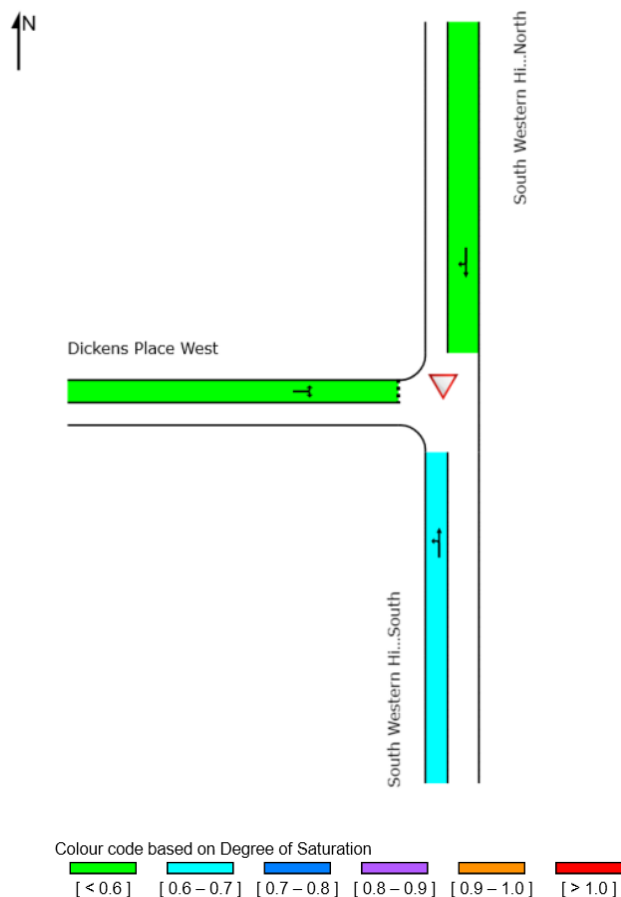 N
South Western Hi...North
Dickens Place West
South Western Hi...South
Colour code based on Degree of Saturation
[ < 0.6 ] [ 0.6 – 0.7 ] [ 0.7 – 0.8 ] [ 0.8 – 0.9 ] [ 0.9 – 1.0 ] [ > 1.0 ]